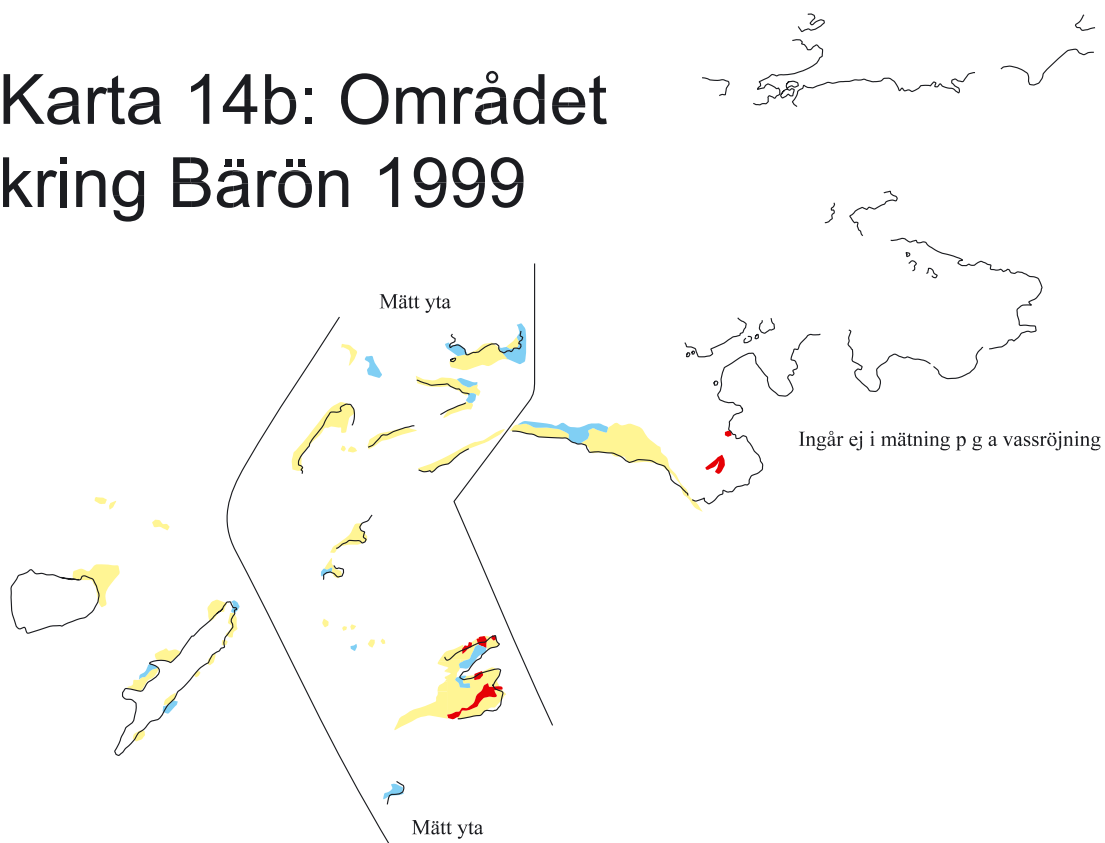 Karta 14b: Området
kring Bärön 1999
Mätt yta
Ingår ej i mätning p g a vassröjning
Mätt yta